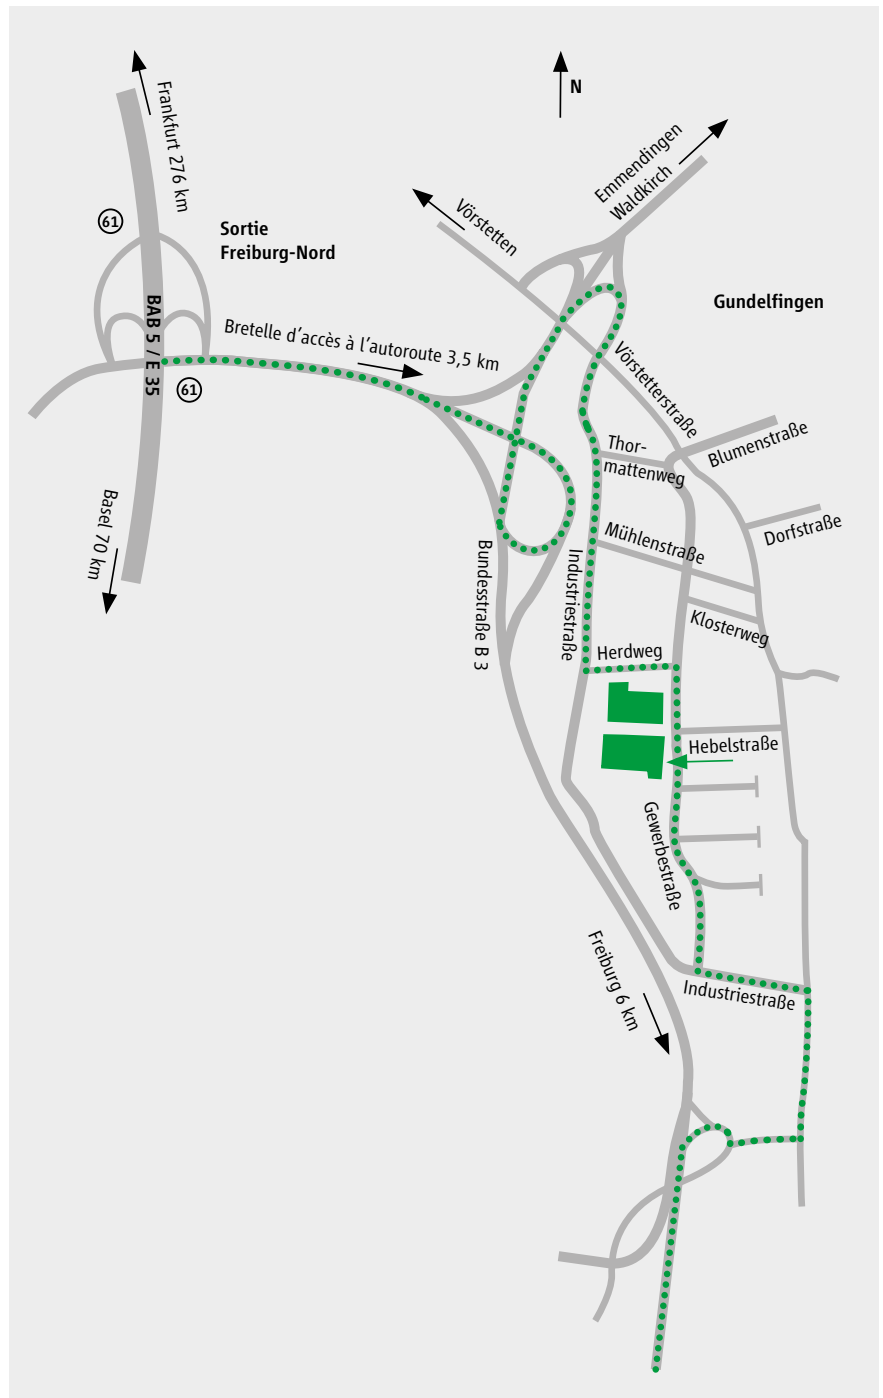 N
Frankfurt 276 km
Emmendingen
Waldkirch
Vörstetten
61
Sortie
Freiburg-Nord
Gundelfingen
BAB 5 / E 35
Bretelle d’accès à l’autoroute 3,5 km
61
Vörstetterstraße
Blumenstraße
Thor-
mattenweg
Basel 70 km
Dorfstraße
Mühlenstraße
Bundesstraße B 3
Industriestraße
Klosterweg
Herdweg
Hebelstraße
Gewerbestraße
Freiburg 6 km
Industriestraße